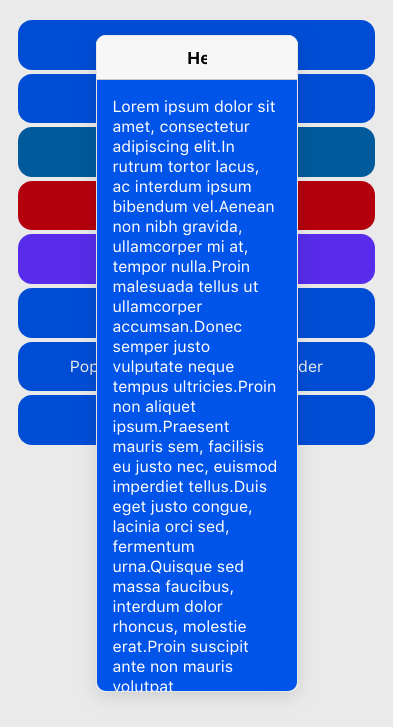 He
Lorem ipsum dolor sit
amet, consectetur
adipiscing elit.In
rutrum tortor lacus,
ac interdum ipsum
bibendum vel.Aenean
non nibh gravida,
ullamcorper mi at,
tempor nulla.Proin
malesuada tellus ut
ullamcorper
accumsan.Donec
semper justo
vulputate neque
tempus ultricies.Proin
non aliquet
ipsum.Praesent
mauris sem, facilisis
eu justo nec, euismod
imperdiet tellus.Duis
eget justo congue,
lacinia orci sed,
fermentum
urna.Quisque sed
massa faucibus,
interdum dolor
rhoncus, molestie
erat.Proin suscipit
ante non mauris
volutpat
Pop
der